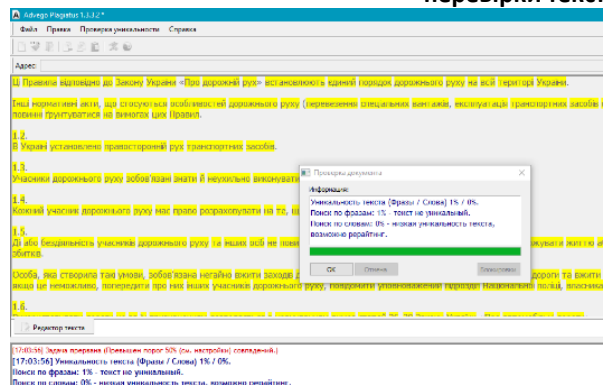 перевірки текс
Advego Plagiatus 1.3.3.2*
Файл Правка Проверка уникальности Справка
Адрес:
Ці Правила відповідно до Закону України «Про дорожній рух» встановлюють єдиний порядок дорожнього руху на всій території України.
Інші нормативні акти, що стосуються особливостей дорожнього руху (перевезення спеціальних вантажів, експлуатація транспортних засобів
повинні ґрунтуватися на вимогах цих Правил.
1.2.
В Україні установлено правосторонній рух транспортних засобів.
1.3.
Учасники дорожнього руху зобов'язані знати й неухильно виконувати
1.4.
Кожний учасник дорожнього руху має право розраховувати на те, що
1.5.
Дії або бездіяльність учасників дорожнього руху та інших осіб не повин
жувати життю а
збитків.
Особа, яка створила такі умови, зобов'язана негайно вжити заходів д
дороги та вжити
якщо це неможливо, попередити про них інших учасників дорожнього руху, повідомити уповноважений підрозділ Національної поліції, власника
1.6.
Проверка документа
Информация:
Уникальность текста (Фразы / Слова) 1% / 0%.
Поиск по фразам: 1% - текст не уникальный.
Поиск по словам: 0% - низкая уникальность текста,
возможно рерайтинг.
OK Отмена
Редактор текста
[17:03:56] Задача прервана (Превышен порог 50% (см. настройки) совпадений.)
[17:03:56] Уникальность текста (Фразы / Слова) 1% / 0%.
Поиск по фразам: 1% - текст не уникальный.
Поиск по словам: 0% - низкая уникальность текста, возможно рерайтинг.